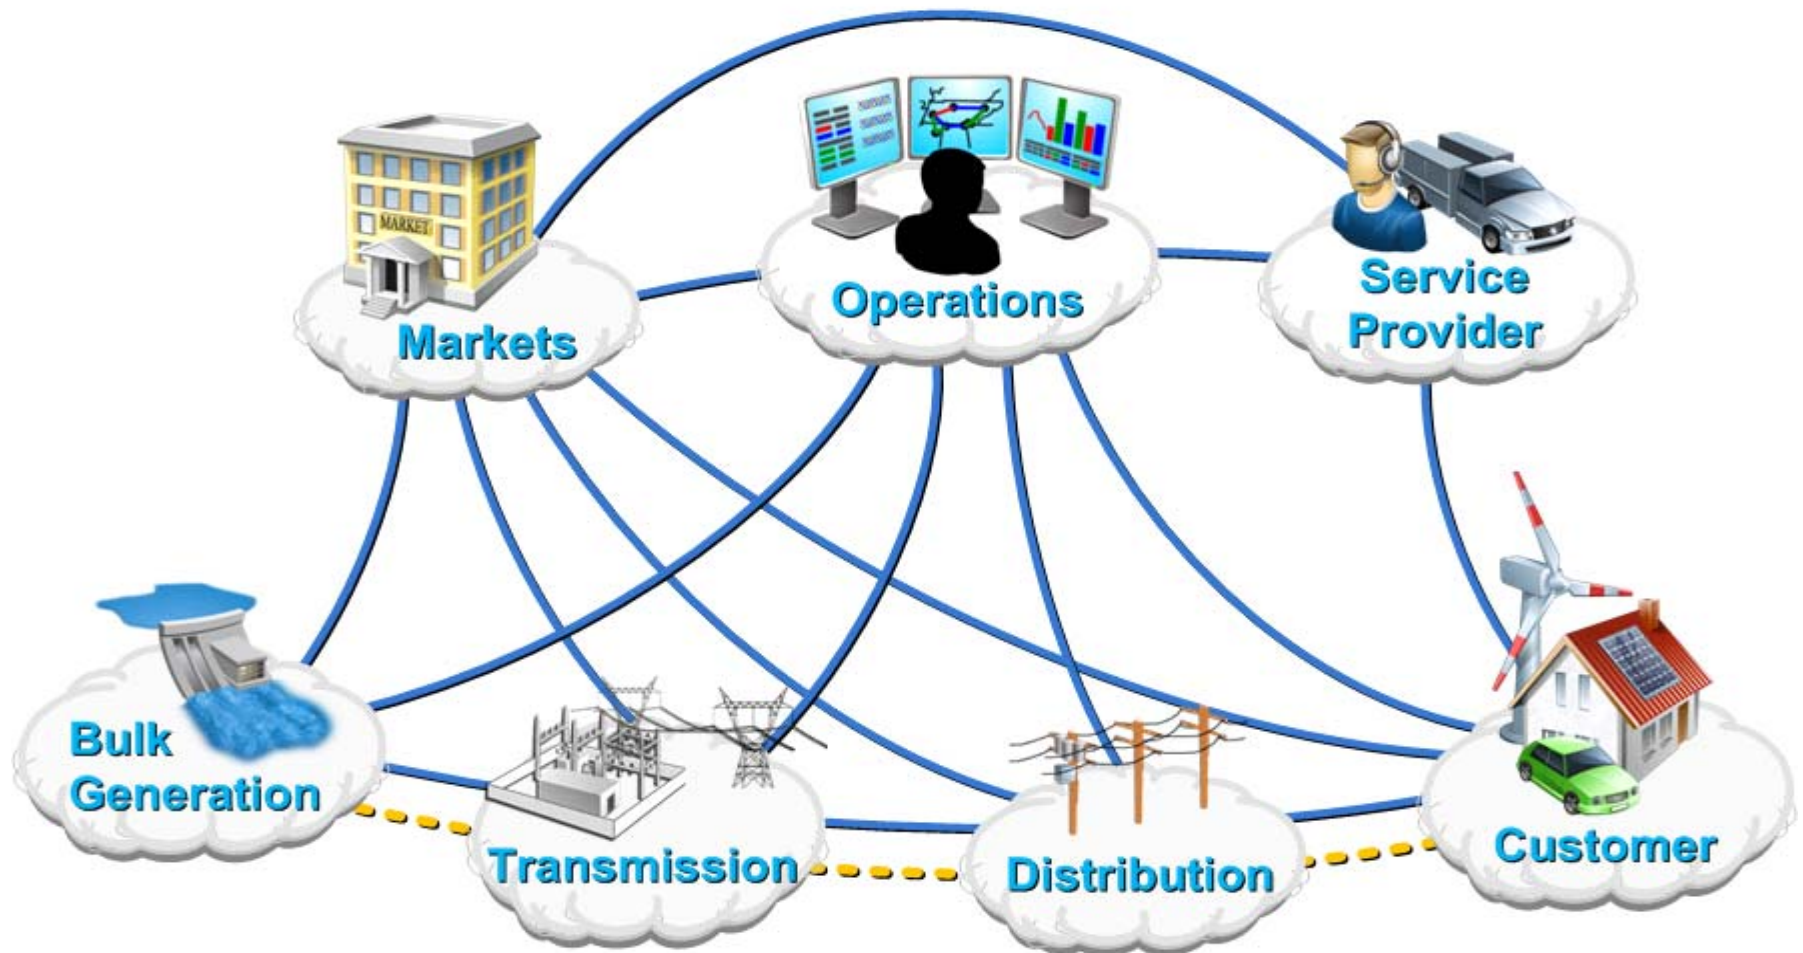 MARKET
Markets
Operations
Service
Provider
Bulk
Generation
Transmission
Distribution
Customer